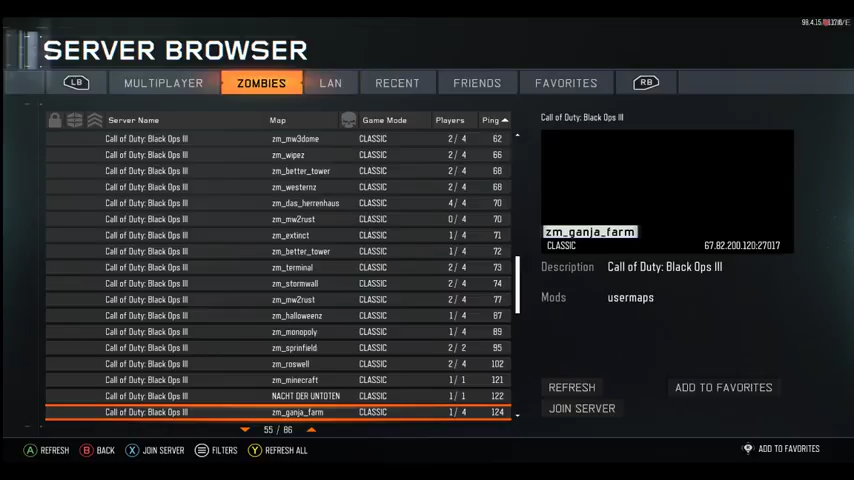 SERVER BROWSER
LB MULTIPLAYER ZOMBIES LAN RECENT FRIENDS FAVORITES RB
Server Name Map Game Mode Players Ping
Call of Duty: Black Ops III zm_mw3dome CLASSIC 2/ 4 62
Call of Duty: Black Ops III zm_wipez CLASSIC 2/ 4 66
Call of Duty: Black Ops III zm_better_tower CLASSIC 2/ 4 68
Call of Duty: Black Ops III zm_westernz CLASSIC 2/ 4 68
Call of Duty: Black Ops III zm_das_herrenhaus CLASSIC 4/ 4 70
Call of Duty: Black Ops III zm_mw2rust CLASSIC 0/ 4 70
Call of Duty: Black Ops III zm_extinct CLASSIC 1/ 4 71
Call of Duty: Black Ops III zm_better_tower CLASSIC 1/ 4 72
Call of Duty: Black Ops III zm_terminal CLASSIC 2/ 4 73
Call of Duty: Black Ops III zm_stormwall CLASSIC 2/ 4 74
Call of Duty: Black Ops III zm_mw2rust CLASSIC 2/ 4 77
Call of Duty: Black Ops III zm_halloweenz CLASSIC 1/ 4 87
Call of Duty: Black Ops III zm_monopoly CLASSIC 1/ 4 89
Call of Duty: Black Ops III zm_sprinfield CLASSIC 2/ 2 95
Call of Duty: Black Ops III zm_roswell CLASSIC 2/ 4 102
Call of Duty: Black Ops III zm_minecraft CLASSIC 1/ 1 121
Call of Duty: Black Ops III NACHT DER UNTOTEN CLASSIC 1/ 1 122
Call of Duty: Black Ops III zm_ganja_farm CLASSIC 1/ 4 124
55 / 86
Call of Duty: Black Ops III
zm_ganja_farm
CLASSIC 67.82.200.120:27017
Description Call of Duty: Black Ops III
Mods usermaps
REFRESH ADD TO FAVORITES
JOIN SERVER
A REFRESH B BACK X JOIN SERVER FILTERS Y REFRESH ALL ADD TO FAVORITES